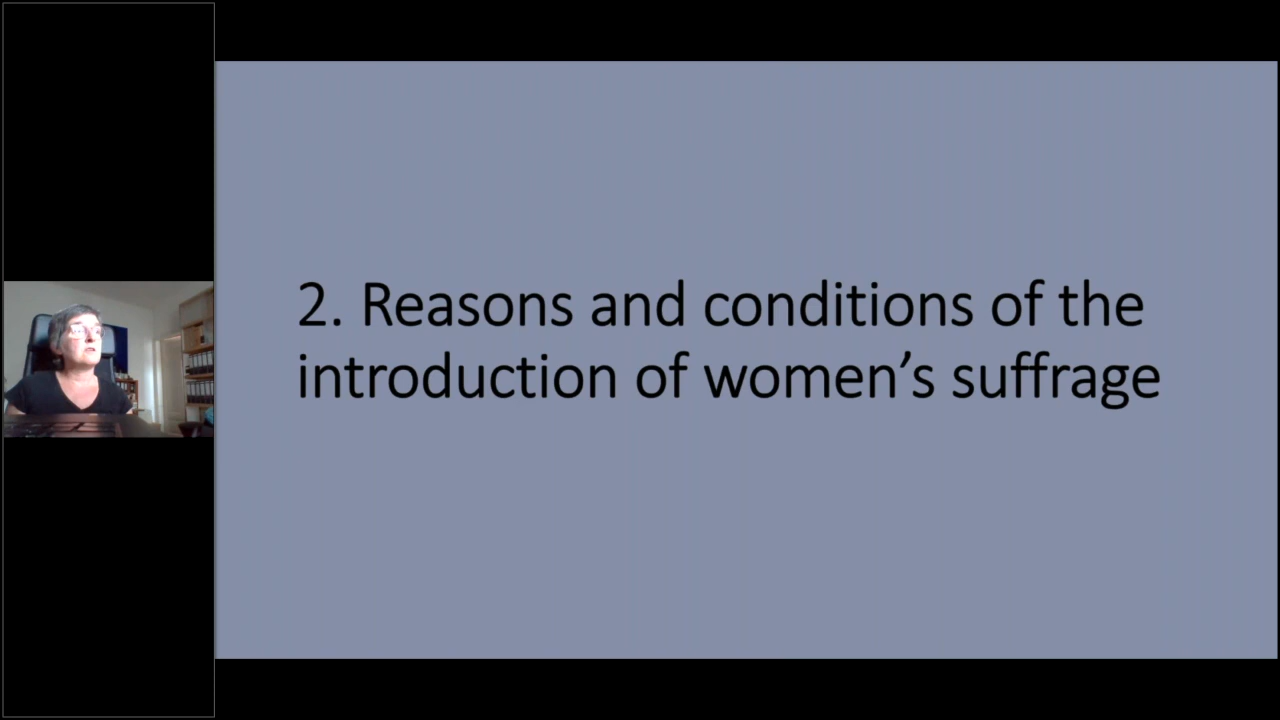 2. Reasons and conditions of the
introduction of women’s suffrage